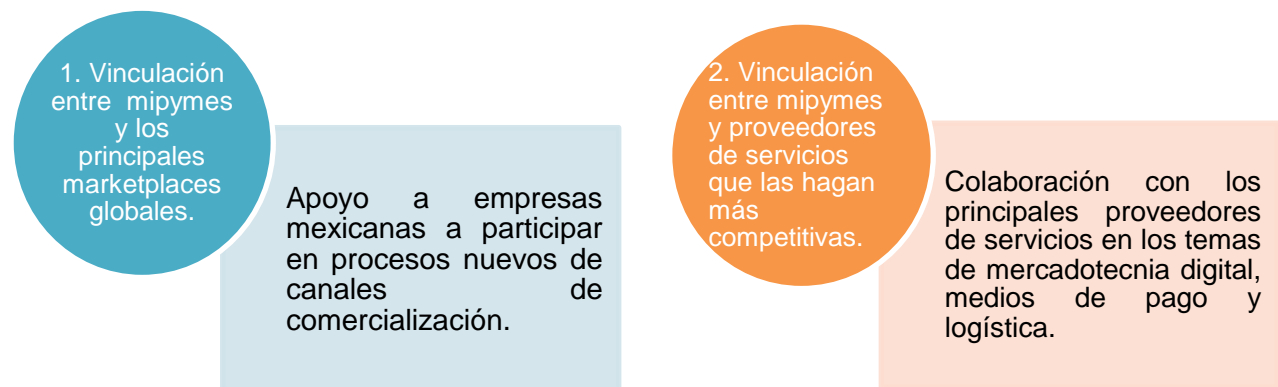 1. Vinculación
entre mipymes
y los
principales
marketplaces
globales.
Apoyo a empresas
mexicanas a participar
en procesos nuevos de
canales de
comercialización.
2. Vinculación
entre mipymes
y proveedores
de servicios
que las hagan
más
competitivas.
Colaboración con los
principales proveedores
de servicios en los temas
de mercadotecnia digital,
medios de pago y
logística.